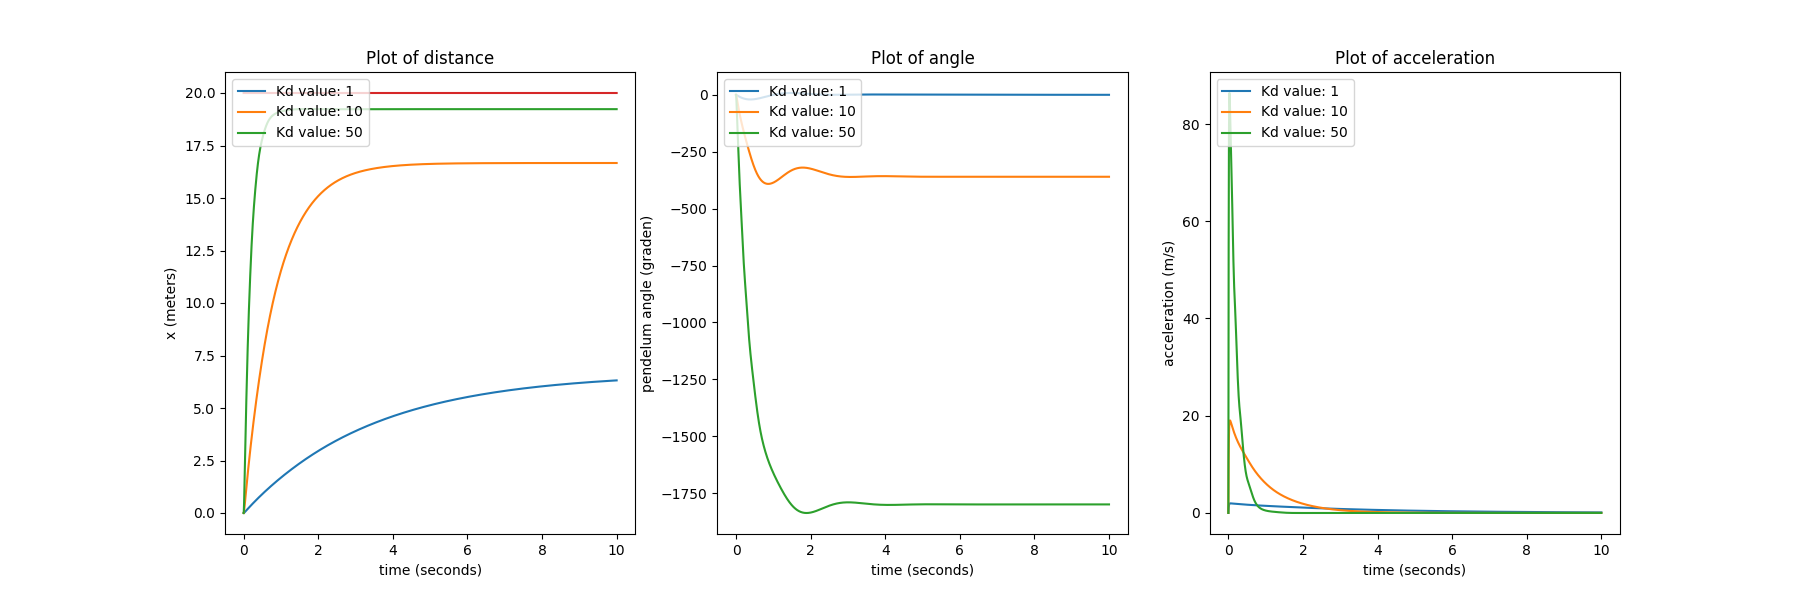 Plot of distance
20.0
17.5
15.0
12.5
10.0
7.5
5.0
2.5
0.0
x (meters)
Kd value: 1
Kd value: 10
Kd value: 50
0 2 4 6 8 10
time (seconds)
Plot of angle
0
−250
−500
−750
−1000
−1250
−1500
−1750
pendelum angle (graden)
Kd value: 1
Kd value: 10
Kd value: 50
0 2 4 6 8 10
time (seconds)
Plot of acceleration
80
60
40
20
0
acceleration (m/s)
Kd value: 1
Kd value: 10
Kd value: 50
0 2 4 6 8 10
time (seconds)